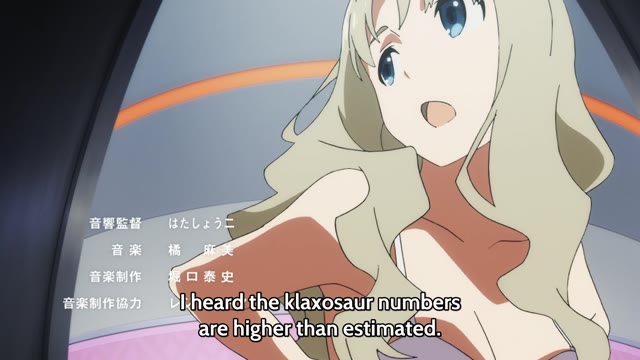 音響監督 はたしょう二
音楽 橘 麻美
音楽制作 堀口泰史
音楽制作協力
I heard the klaxosaur numbers
are higher than estimated.